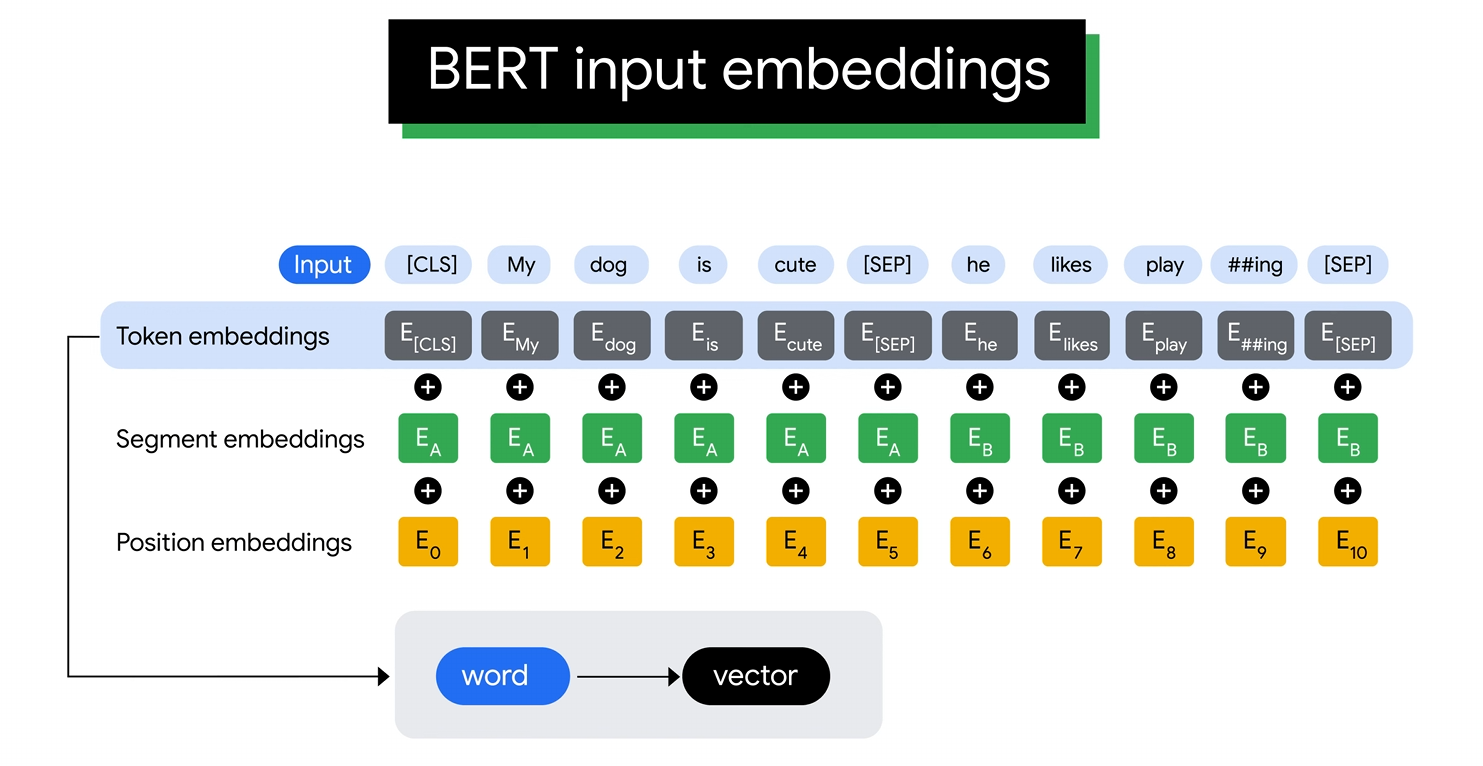 BERT input embeddings
Input [CLS] My dog is cute [SEP] he likes play ##ing [SEP]
Token embeddings E[CLS] EMy Edog Eis Ecute E[SEP] Ehe Elikes Eplay E##ing E[SEP]
+ + + + + + + + + + +
Segment embeddings EA EA EA EA EA EA EB EB EB EB EB
+ + + + + + + + + + +
Position embeddings E0 E1 E2 E3 E4 E5 E6 E7 E8 E9 E10
word vector